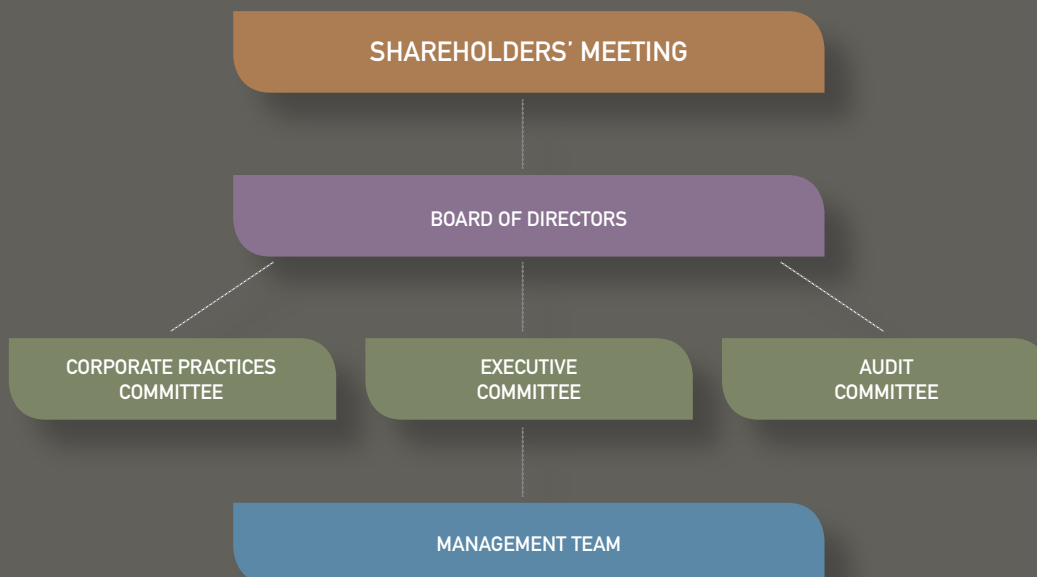 SHAREHOLDERS’ MEETING
BOARD OF DIRECTORS
CORPORATE PRACTICES
COMMITTEE
EXECUTIVE
COMMITTEE
AUDIT
COMMITTEE
MANAGEMENT TEAM